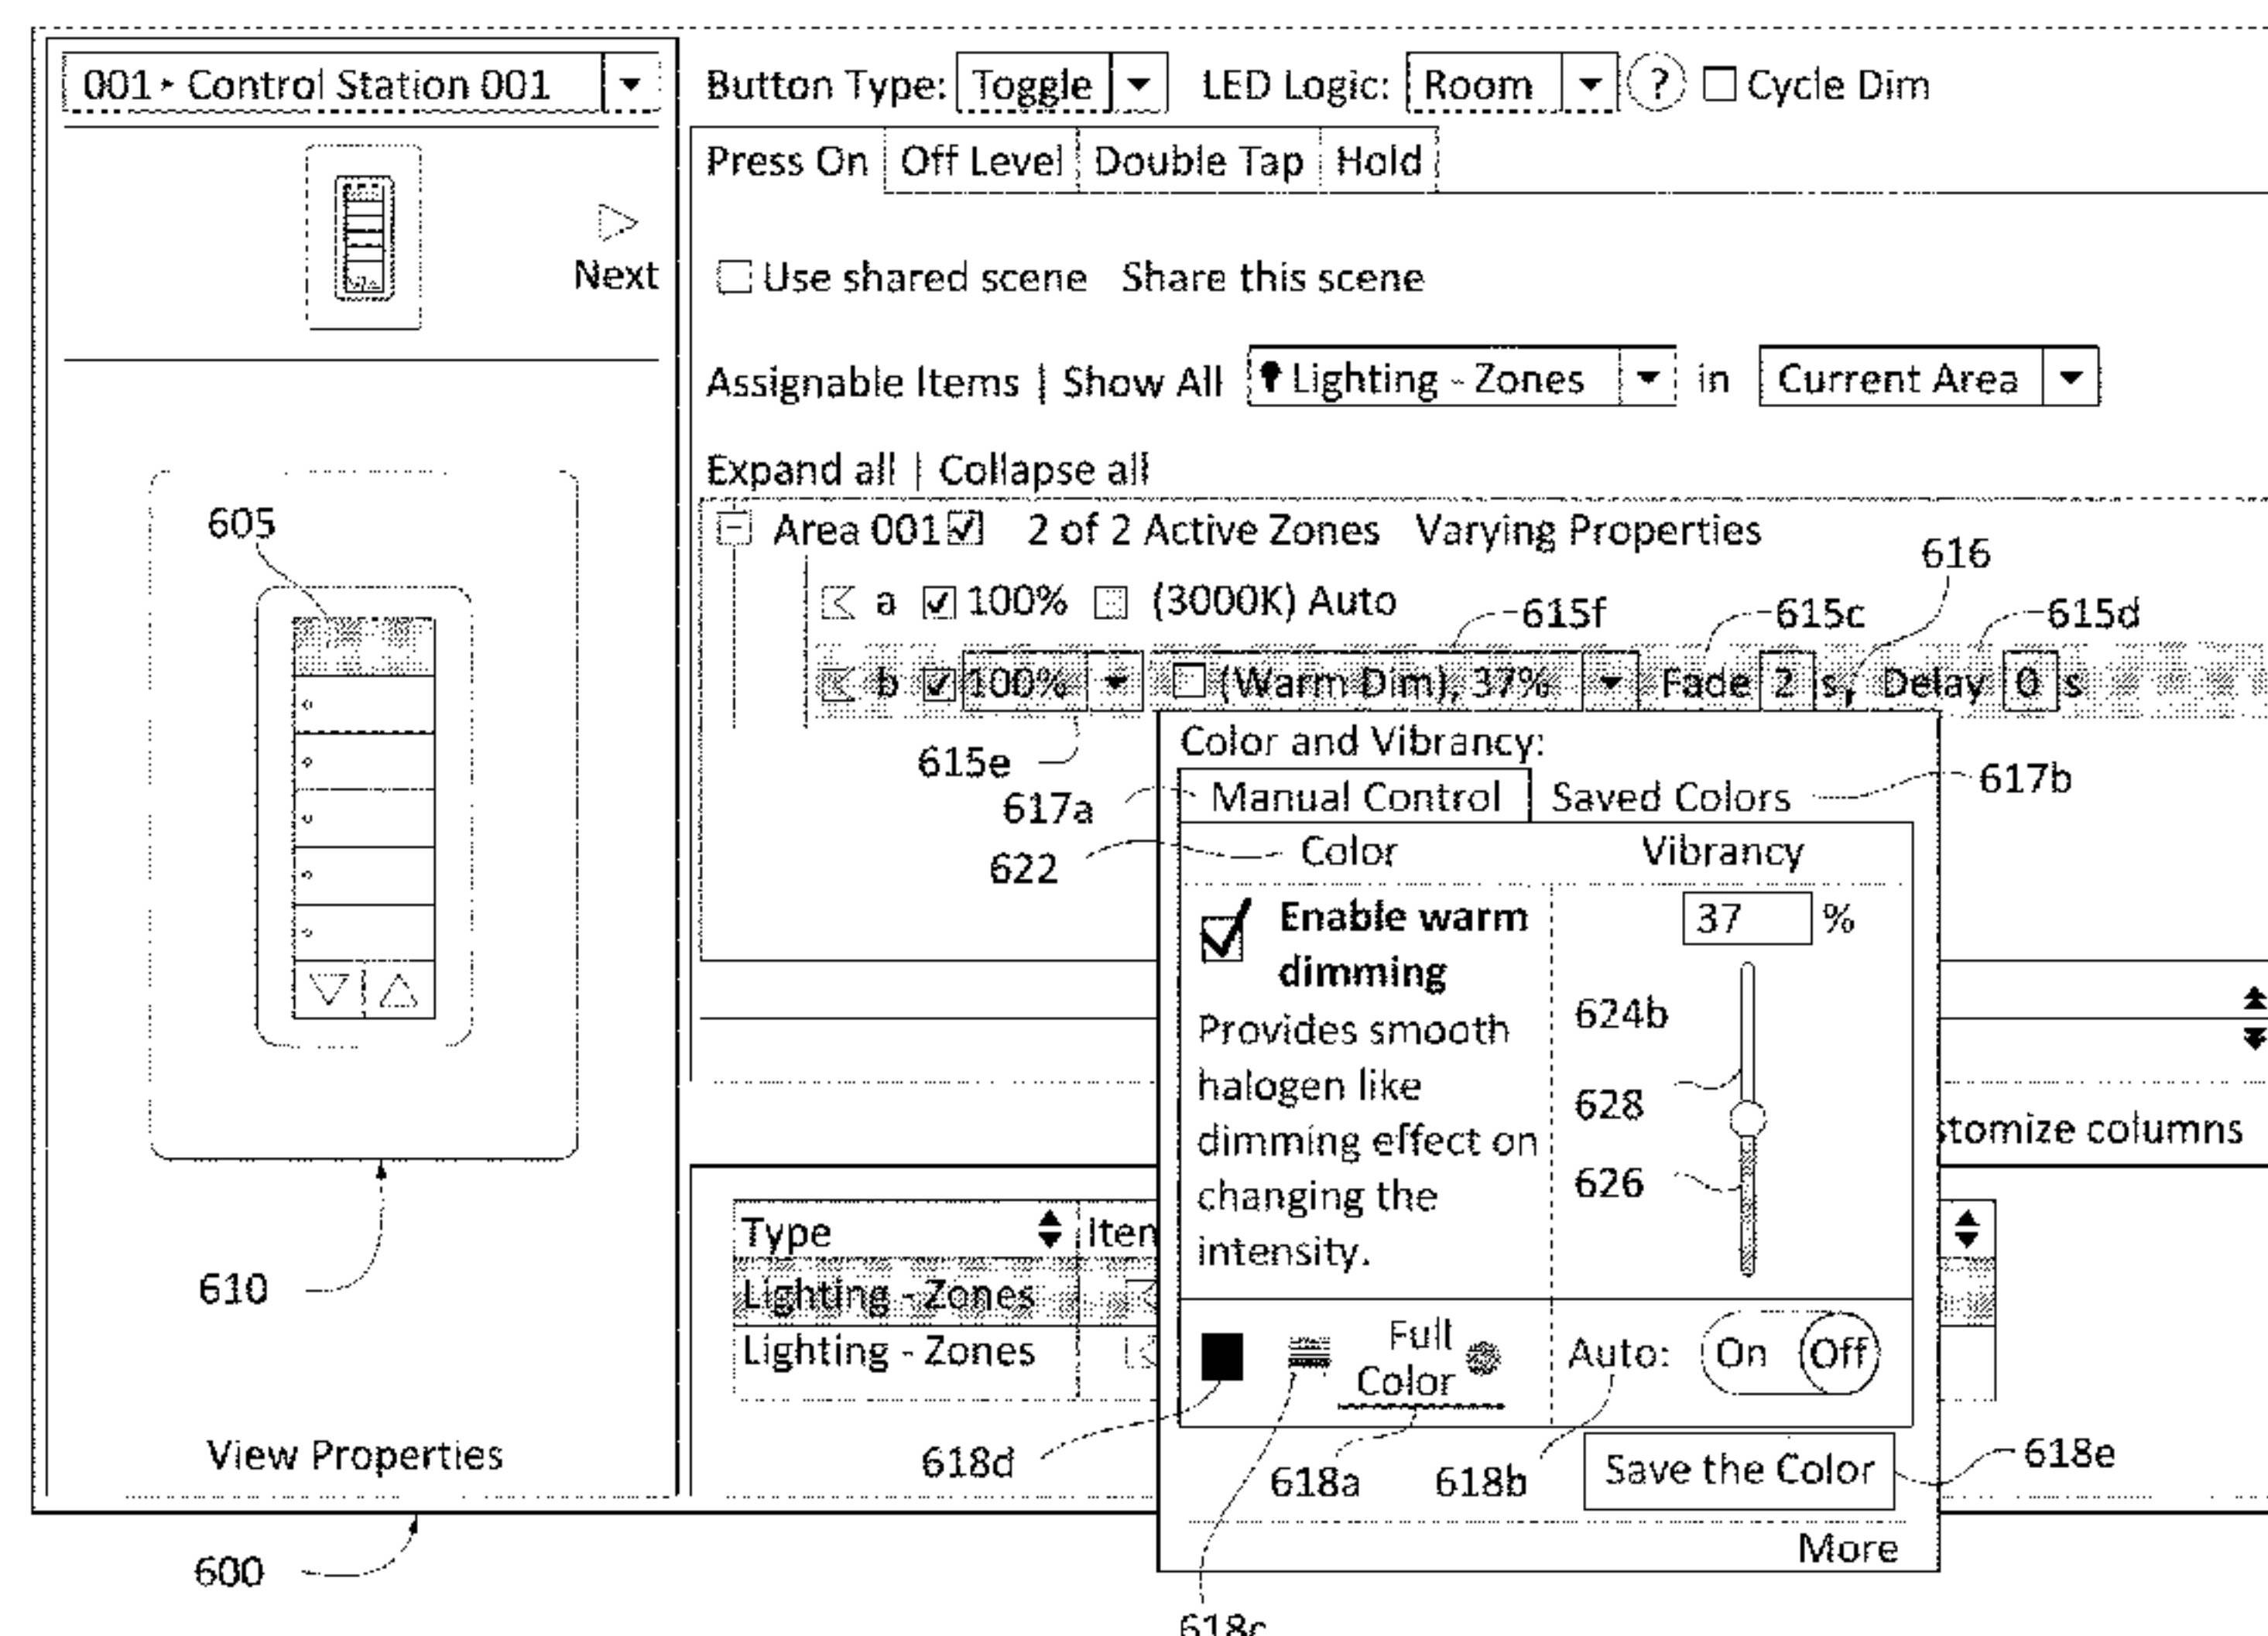 001 ▸ Control Station 001
Next
605
610
View Properties
600
Button Type: Toggle LED Logic: Room ? Cycle Dim
Press On Off Level Double Tap Hold
Use shared scene Share this scene
Assignable Items | Show All Lighting - Zones in Current Area
Expand all | Collapse all
Area 001 2 of 2 Active Zones Varying Properties
616
a 100% (3000K) Auto
615f 615c 615d
b 100% (Warm Dim), 37% Fade 2 s Delay 0 s
615e
Color and Vibrancy:
617a Manual Control Saved Colors 617b
622 Color Vibrancy
Enable warm
dimming
37 %
Provides smooth
halogen like
dimming effect on
changing the
intensity.
624b
628
626
tomize columns
Type
Lighting - Zones
Lighting - Zones
Full
Color
Auto: On Off
618d 618a 618b
Save the Color 618e
More
618c